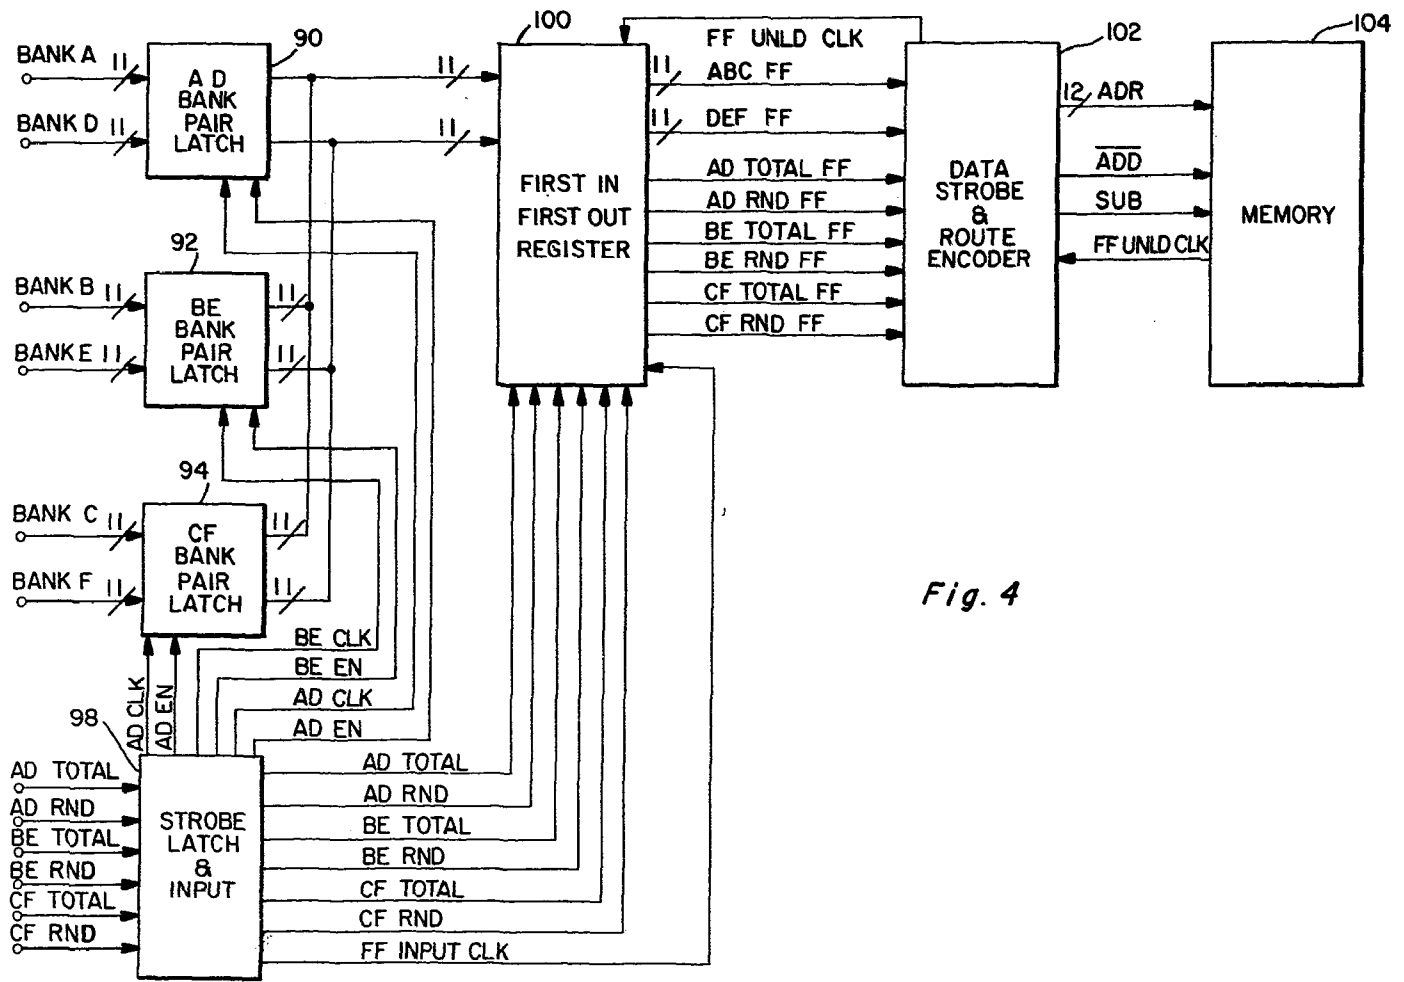 BANK A
11
BANK D
11
A D
BANK
PAIR
LATCH
90
11
11
100
FIRST IN
FIRST OUT
REGISTER
FF UNLD CLK
11
ABC FF
11
DEF FF
AD TOTAL FF
AD RND FF
BE TOTAL FF
BE RND FF
CF TOTAL FF
CF RND FF
DATA
STROBE
&
ROUTE
ENCODER
102
12 ADR
ADD
SUB
FF UNLD CLK
104
MEMORY
92
BANK B
11
BANK E
11
BE
BANK
PAIR
LATCH
11
11
94
BANK C
11
BANK F
11
CF
BANK
PAIR
LATCH
11
11
BE CLK
BE EN
AD CLK
AD EN
AD CLK
AD EN
98
AD TOTAL
AD RND
BE TOTAL
BE RND
CF TOTAL
CF RND
STROBE
LATCH
&
INPUT
AD TOTAL
AD RND
BE TOTAL
BE RND
CF TOTAL
CF RND
FF INPUT CLK
Fig. 4